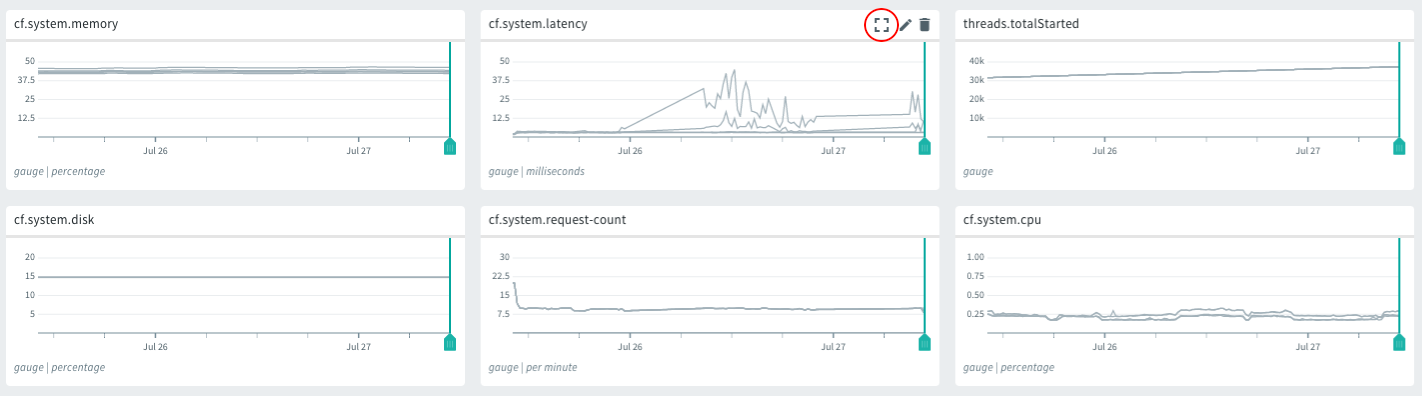 cf.system.memory
50
37.5
25
12.5
Jul 26 Jul 27
gauge | percentage
cf.system.latency
50
37.5
25
12.5
Jul 26 Jul 27
gauge | milliseconds
threads.totalStarted
40k
30k
20k
10k
Jul 26 Jul 27
gauge
cf.system.disk
20
15
10
5
Jul 26 Jul 27
gauge | percentage
cf.system.request-count
30
22.5
15
7.5
Jul 26 Jul 27
gauge | per minute
cf.system.cpu
1.00
0.75
0.50
0.25
Jul 26 Jul 27
gauge | percentage